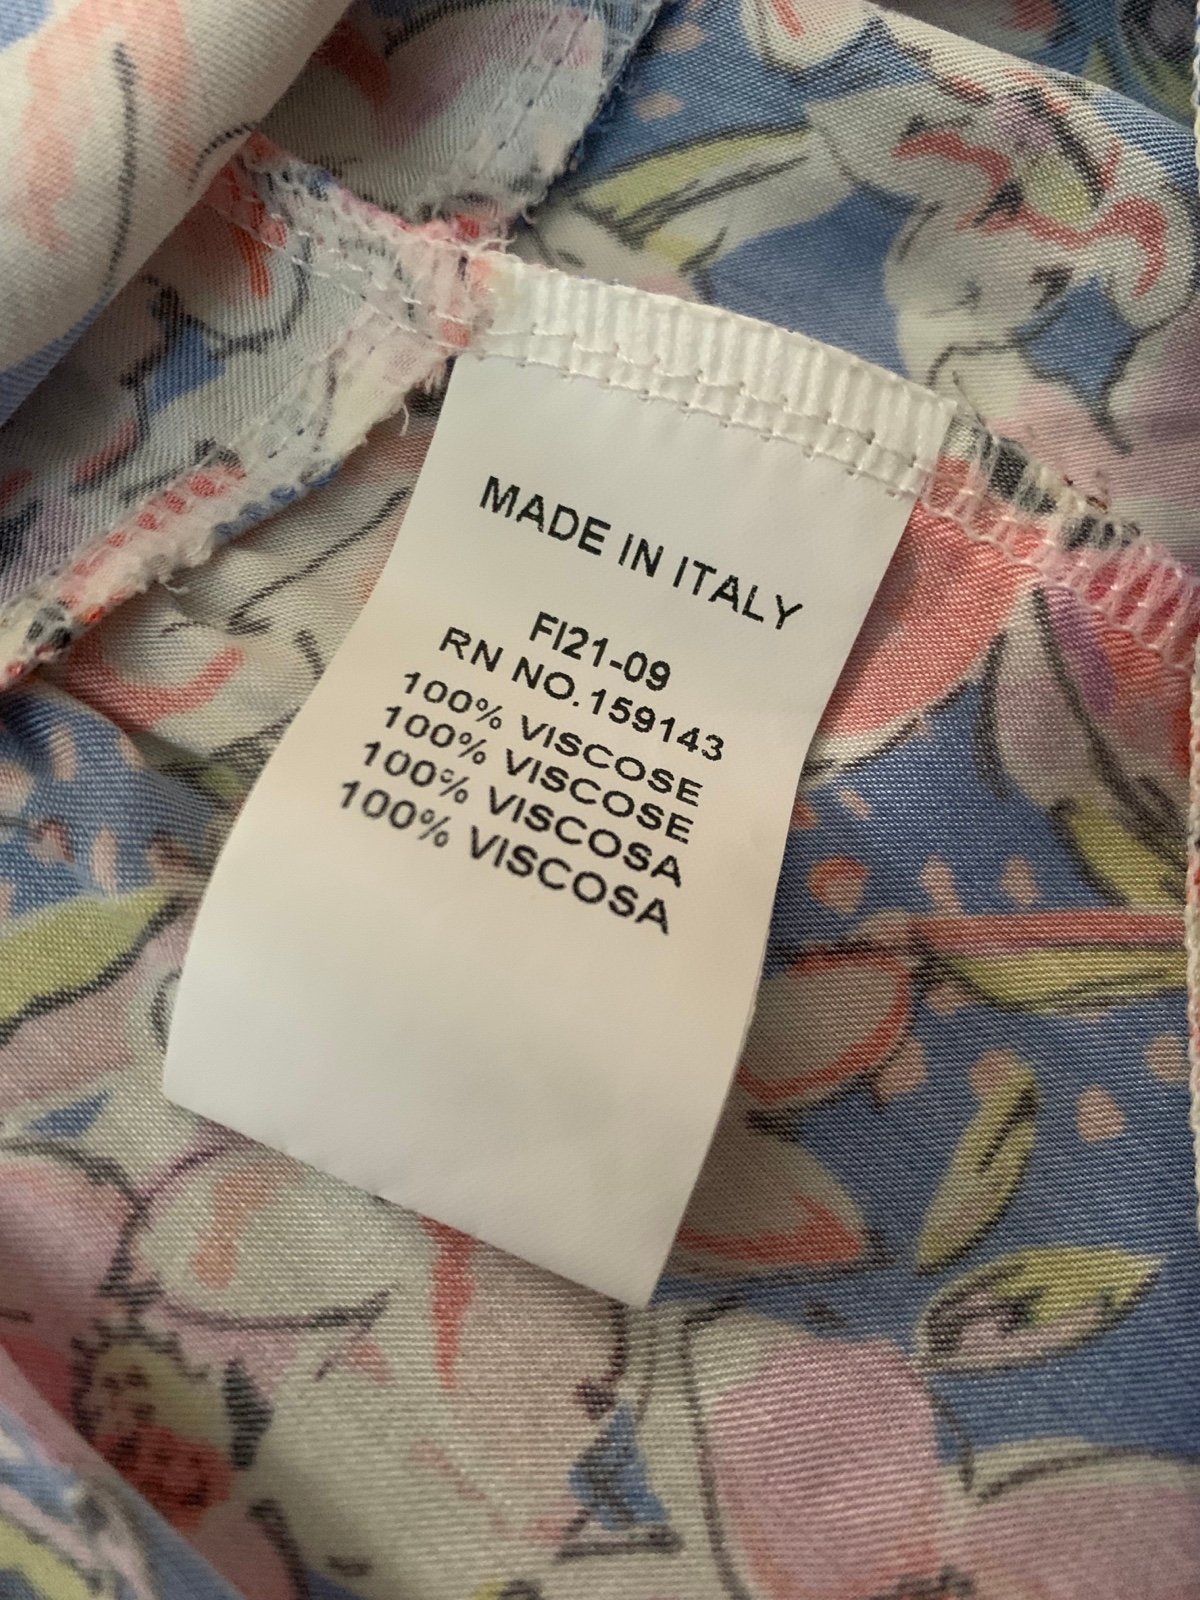 MADE IN ITALY
FI21-09
RN NO.159143
100% VISCOSE
100% VISCOSE
100% VISCOSA
100% VISCOSA